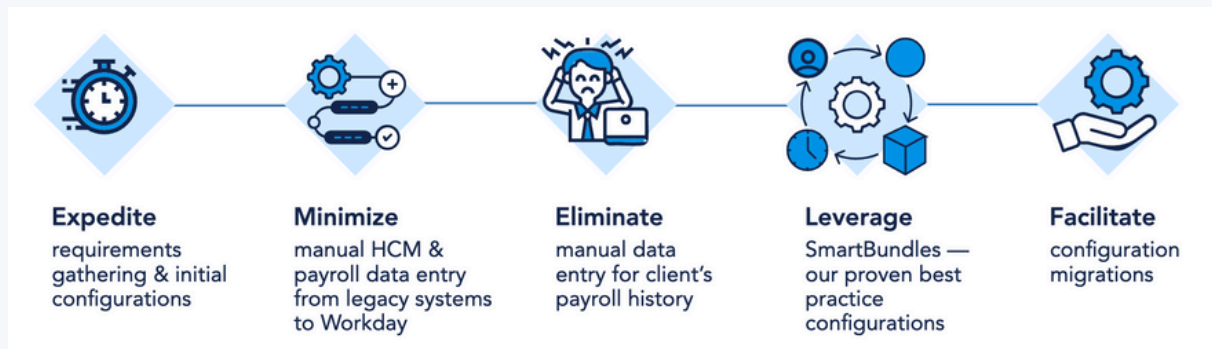 Expedite
requirements
gathering & initial
configurations
Minimize
manual HCM &
payroll data entry
from legacy systems
to Workday
Eliminate
manual data
entry for client’s
payroll history
Leverage
SmartBundles —
our proven best
practice
configurations
Facilitate
configuration
migrations